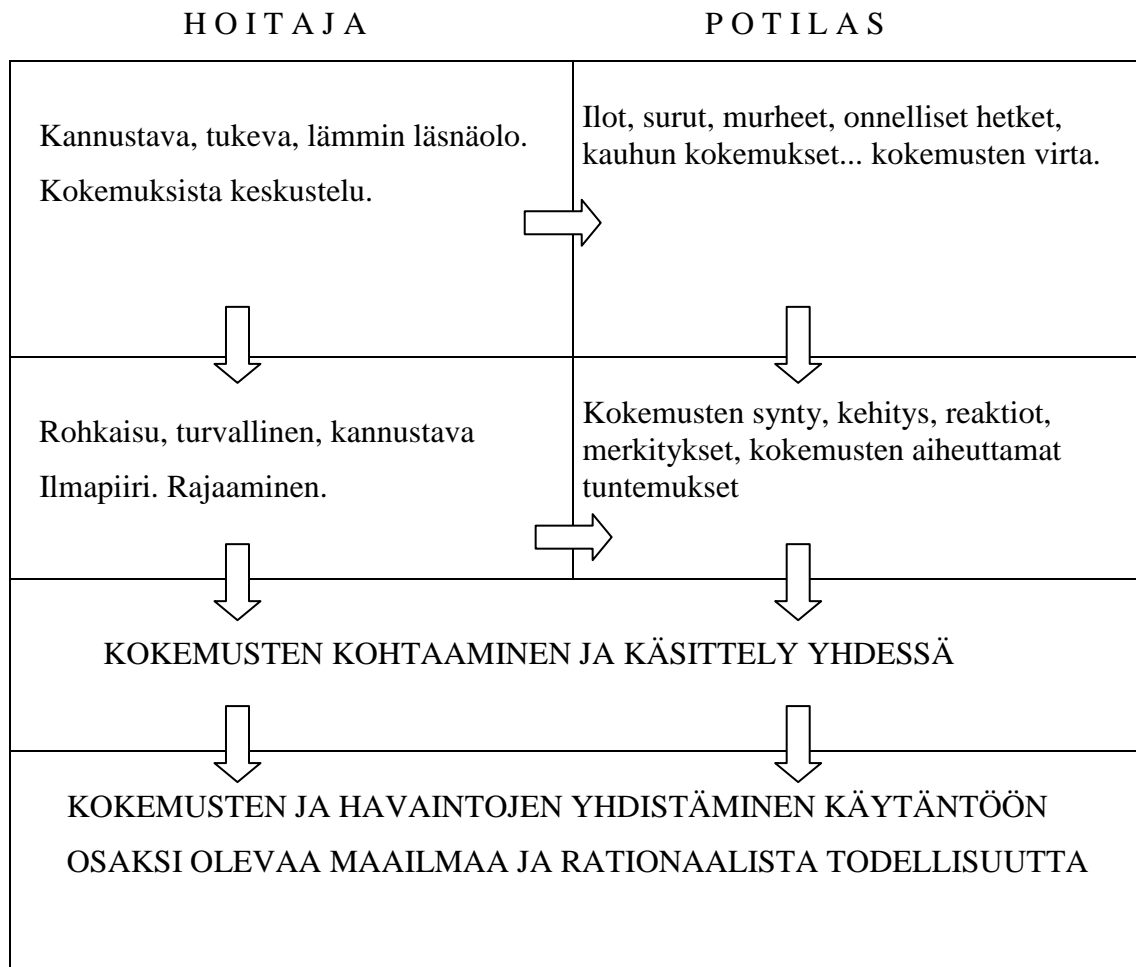 H O I T A J A
P O T I L A S
Kannustava, tukeva, lämmin läsnäolo.
Kokemuksista keskustelu.
Ilot, surut, murheet, onnelliset hetket,
kauhun kokemukset... kokemusten virta.
Rohkaisu, turvallinen, kannustava
Ilmapiiri. Rajaaminen.
Kokemusten synty, kehitys, reaktiot,
merkitykset, kokemusten aiheuttamat
tuntemukset
KOKEMUSTEN KOHTAAMINEN JA KÄSITTELY YHDESSÄ
KOKEMUSTEN JA HAVAINTOJEN YHDISTÄMINEN KÄYTÄNTÖÖN
OSAKSI OLEVAA MAAILMAA JA RATIONAALISTA TODELLISUUTTA